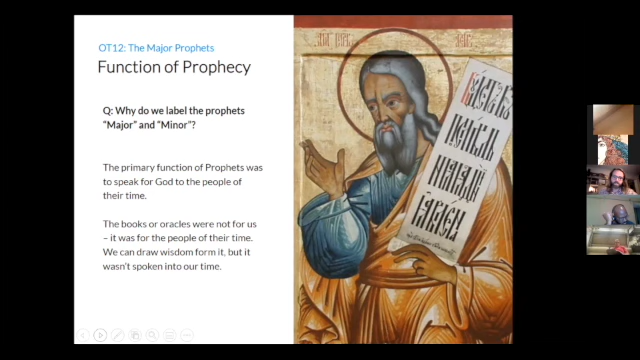 OT12: The Major Prophets
Function of Prophecy
Q: Why do we label the prophets
“Major” and “Minor”?
The primary function of Prophets was
to speak for God to the people of
their time.
The books or oracles were not for us
– it was for the people of their time.
We can draw wisdom form it, but it
wasn’t spoken into our time.